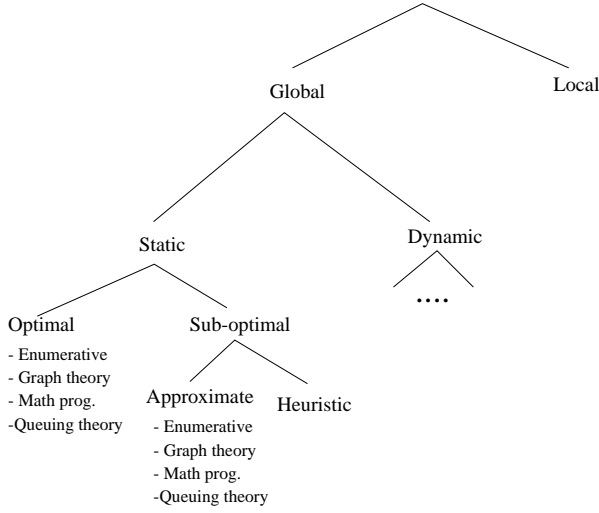 Global
Local
Static
Dynamic
....
Optimal
- Enumerative
- Graph theory
- Math prog.
-Queuing theory
Sub-optimal
Approximate
- Enumerative
- Graph theory
- Math prog.
-Queuing theory
Heuristic